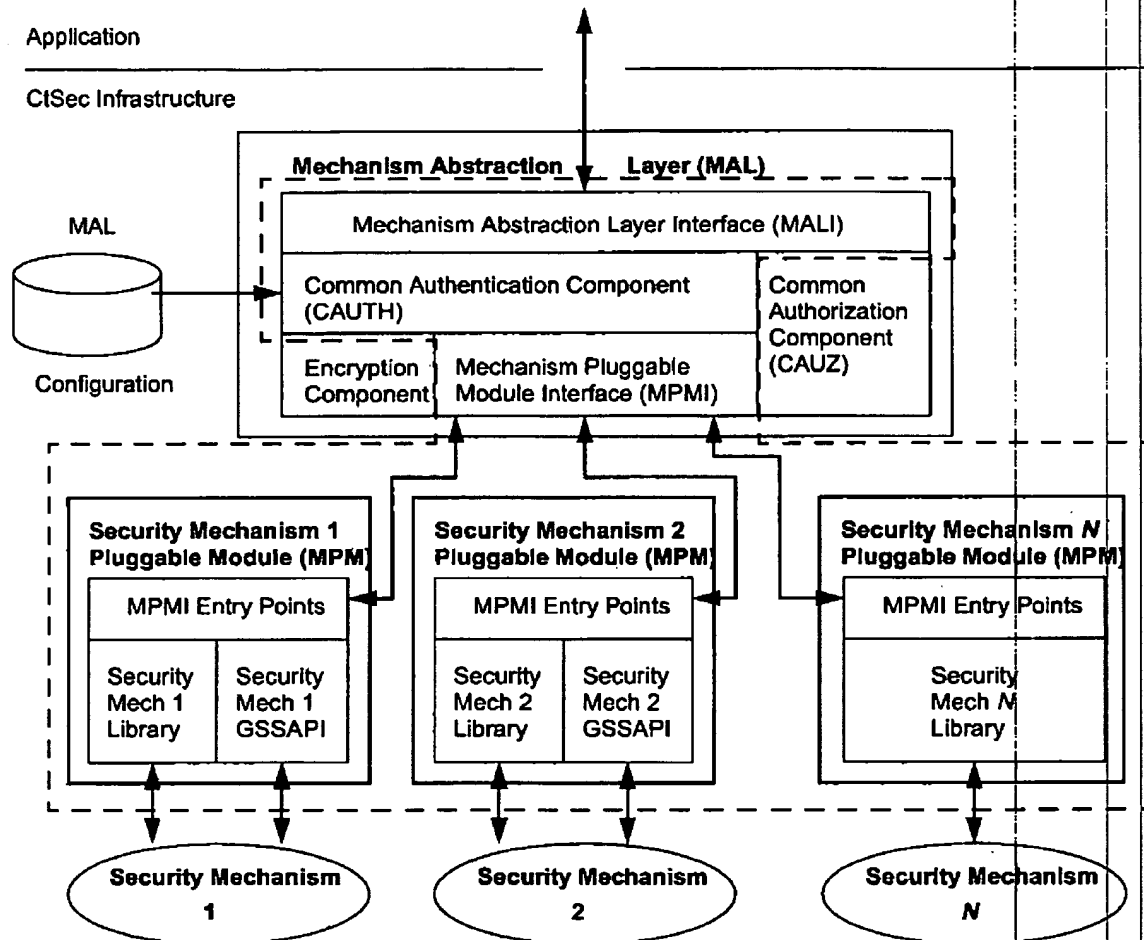 Application
CtSec Infrastructure
Mechanism Abstraction Layer (MAL)
Mechanism Abstraction Layer Interface (MALI)
MAL
Configuration
Common Authentication Component
(CAUTH)
Common
Authorization
Component
(CAUZ)
Encryption
Component
Mechanism Pluggable
Module Interface (MPMI)
Security Mechanism 1
Pluggable Module (MPM)
MPMI Entry Points
Security
Mech 1
Library
Security
Mech 1
GSSAPI
Security Mechanism 2
Pluggable Module (MPM)
MPMI Entry Points
Security
Mech 2
Library
Security
Mech 2
GSSAPI
Security Mechanism N
Pluggable Module (MPM)
MPMI Entry Points
Security
Mech N
Library
Security Mechanism
1
Security Mechanism
2
Security Mechanism
N